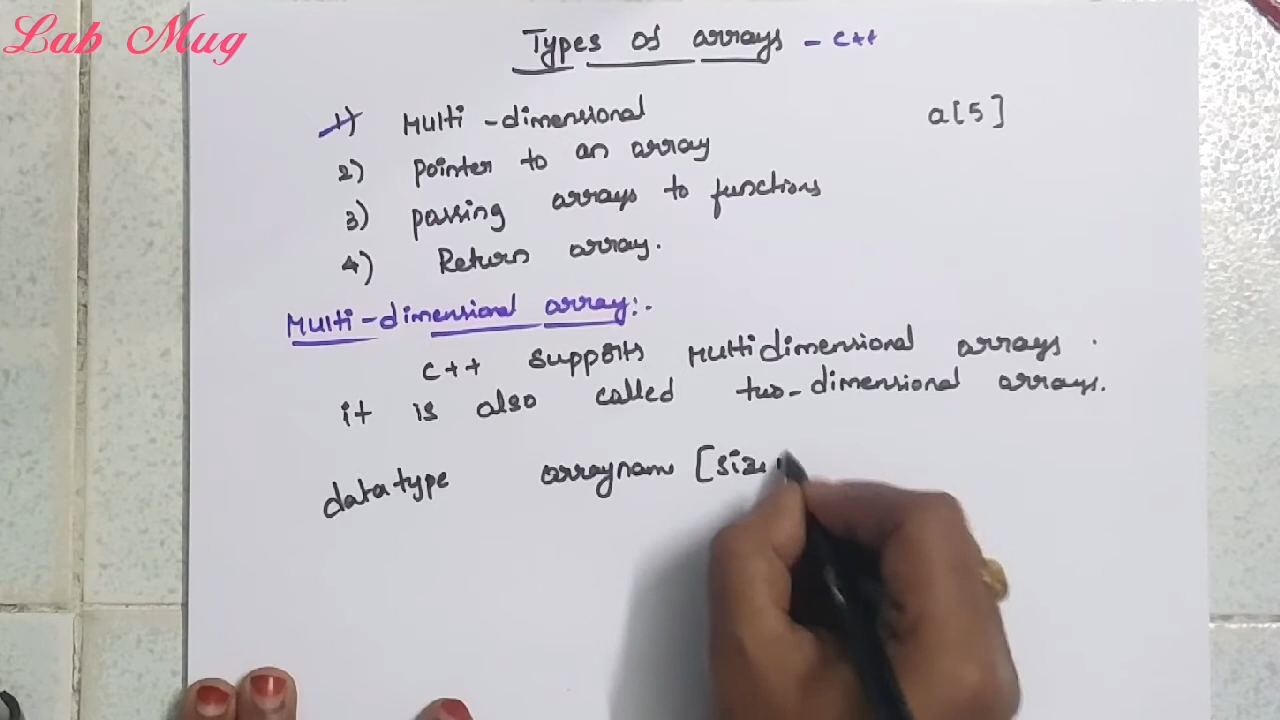 Lab Mug
Types of arrays - C++
1) Multi-dimensional
a[5]
2) pointer to an array
3) passing arrays to functions
4) Return array.
Multi-dimensional array:-
C++ supports Multidimensional arrays.
it is also called two-dimensional arrays.
datatype arrayname [size